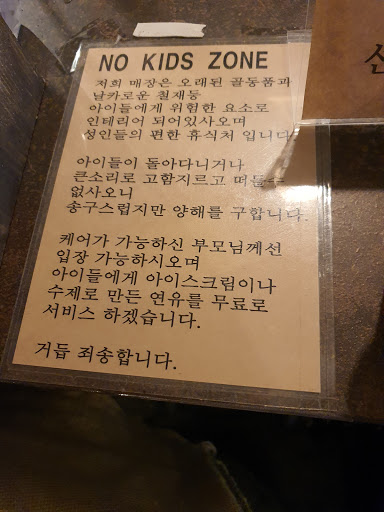 NO KIDS ZONE
저희 매장은 오래된 골동품과
날카로운 철재등
아이들에게 위험한 요소로
인테리어 되어있사오며
성인들의 편한 휴식처 입니다
아이들이 돌아다니거나
큰소리로 고함지르고 떠들수
없사오니
송구스럽지만 양해를 구합니다.
케어가 가능하신 부모님께선
입장 가능하시오며
아이들에게 아이스크림이나
수제로 만든 연유를 무료로
서비스 하겠습니다.
거듭 죄송합니다.